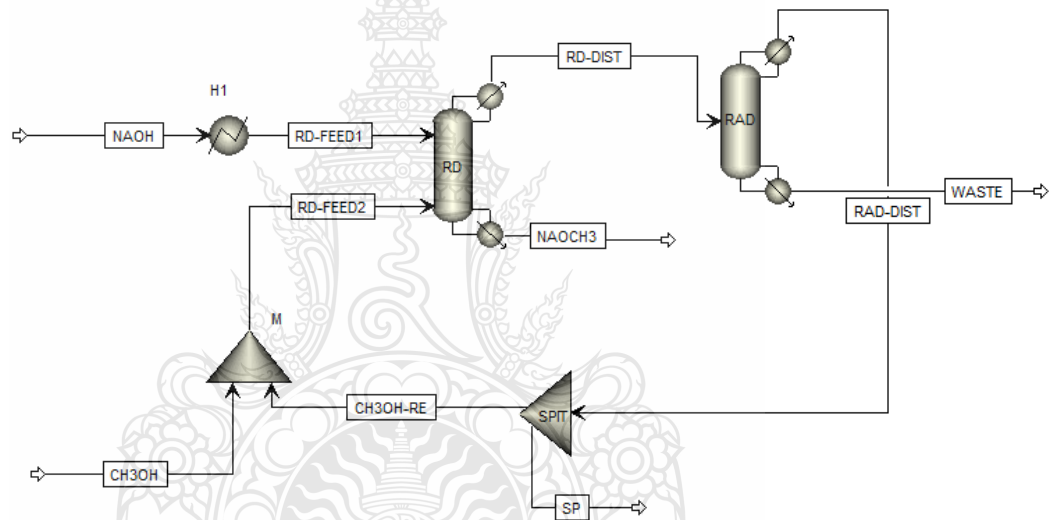 RD-DIST
H1
RAD
NAOH
RD-FEED1
RD
WASTE
RD-FEED2
RAD-DIST
NAOCH3
M
CH3OH-RE
SPIT
CH3OH
SP